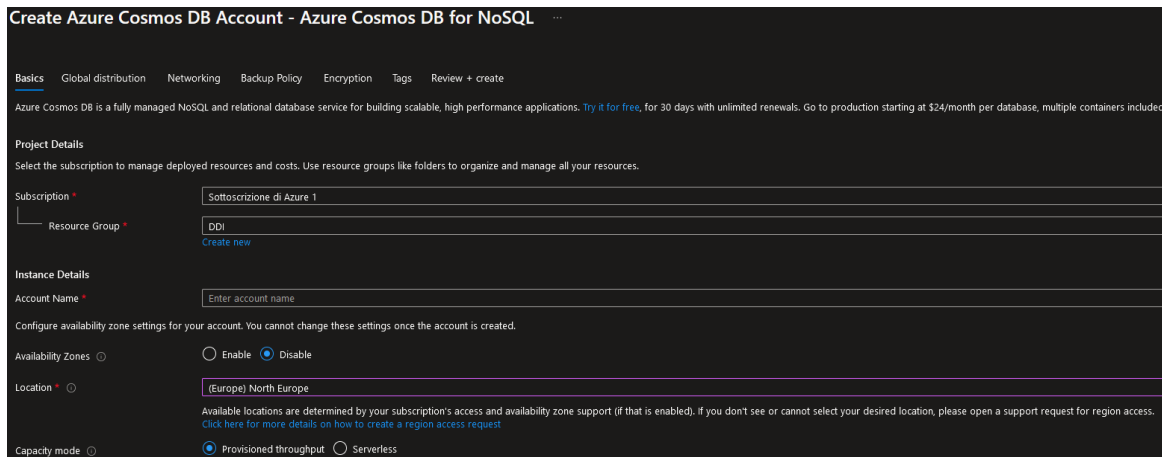 Create Azure Cosmos DB Account - Azure Cosmos DB for NoSQL ...
Basics Global distribution Networking Backup Policy Encryption Tags Review + create
Azure Cosmos DB is a fully managed NoSQL and relational database service for building scalable, high performance applications. Try it for free, for 30 days with unlimited renewals. Go to production starting at $24/month per database, multiple containers included
Project Details
Select the subscription to manage deployed resources and costs. Use resource groups like folders to organize and manage all your resources.
Subscription * Sottoscrizione di Azure 1
Resource Group * DDI
Create new
Instance Details
Account Name * Enter account name
Configure availability zone settings for your account. You cannot change these settings once the account is created.
Availability Zones Enable Disable
Location * (Europe) North Europe
Available locations are determined by your subscription's access and availability zone support (if that is enabled). If you don't see or cannot select your desired location, please open a support request for region access.
Click here for more details on how to create a region access request
Capacity mode Provisioned throughput Serverless